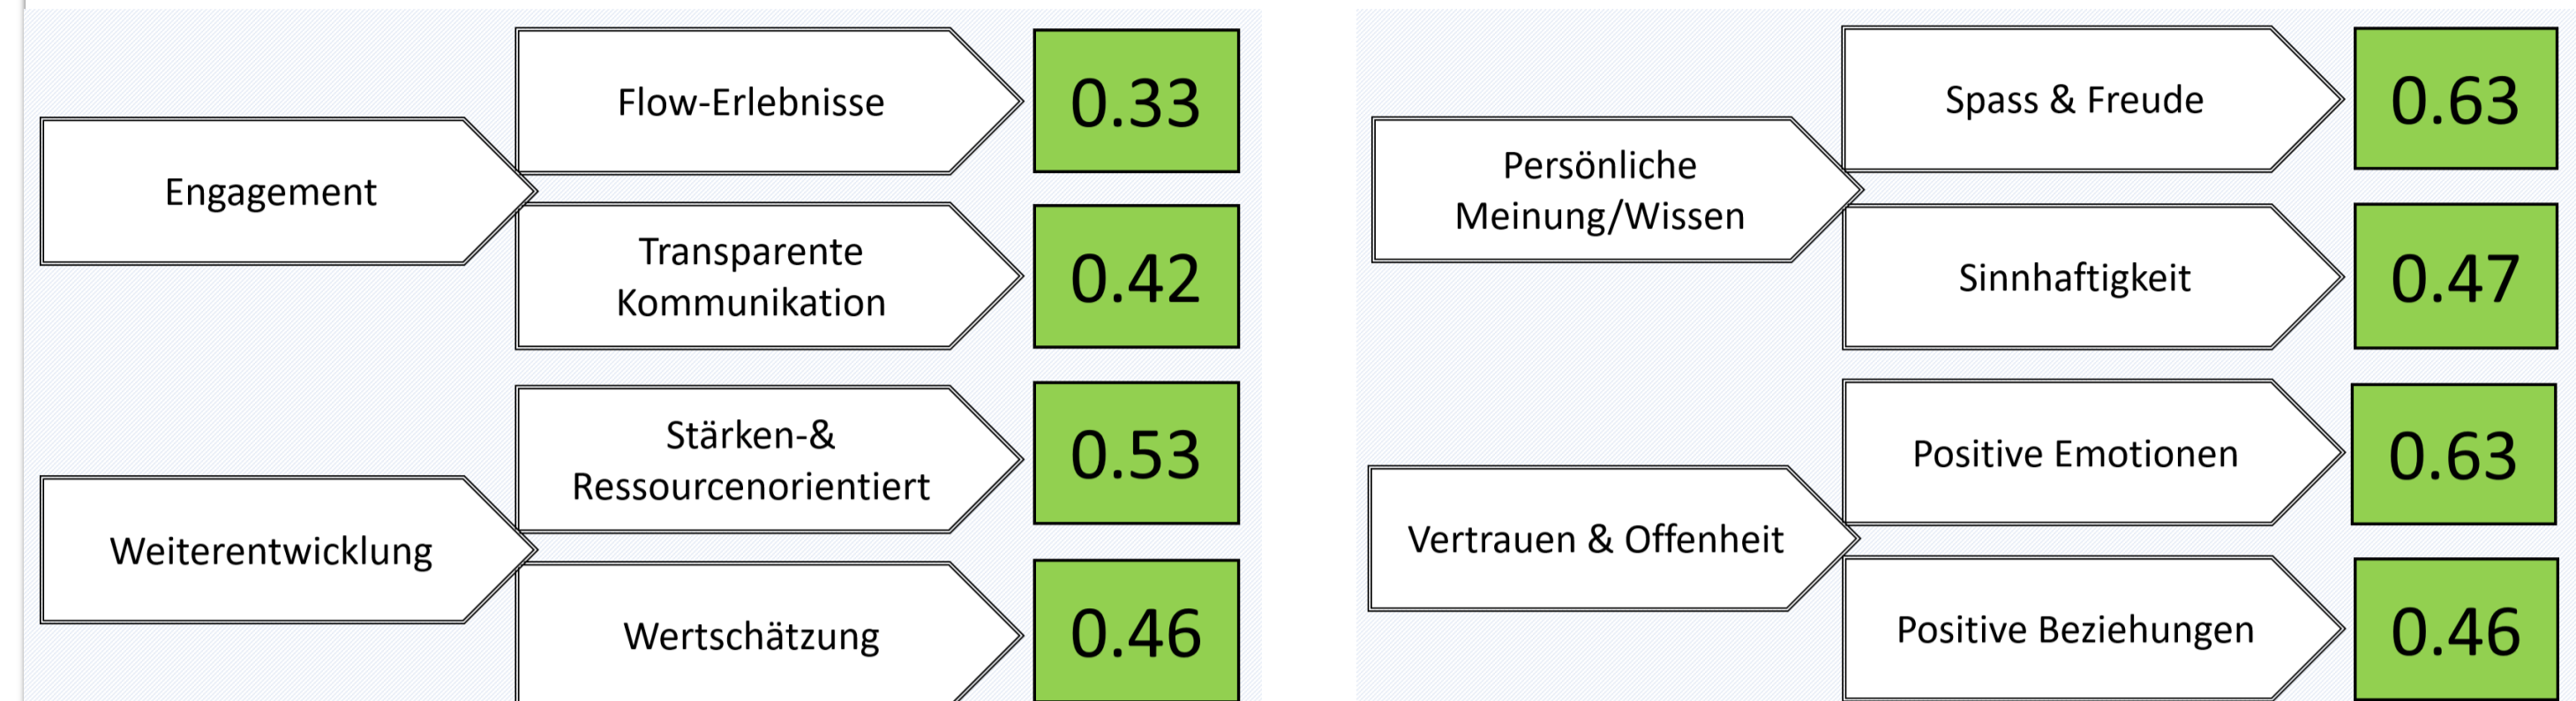 Engagement
Flow-Erlebnisse
0.33
Transparente
Kommunikation
0.42
Weiterentwicklung
Stärken-&
Ressourcenorientiert
0.53
Wertschätzung
0.46
Persönliche
Meinung/Wissen
Spass & Freude
0.63
Sinnhaftigkeit
0.47
Vertrauen & Offenheit
Positive Emotionen
0.63
Positive Beziehungen
0.46